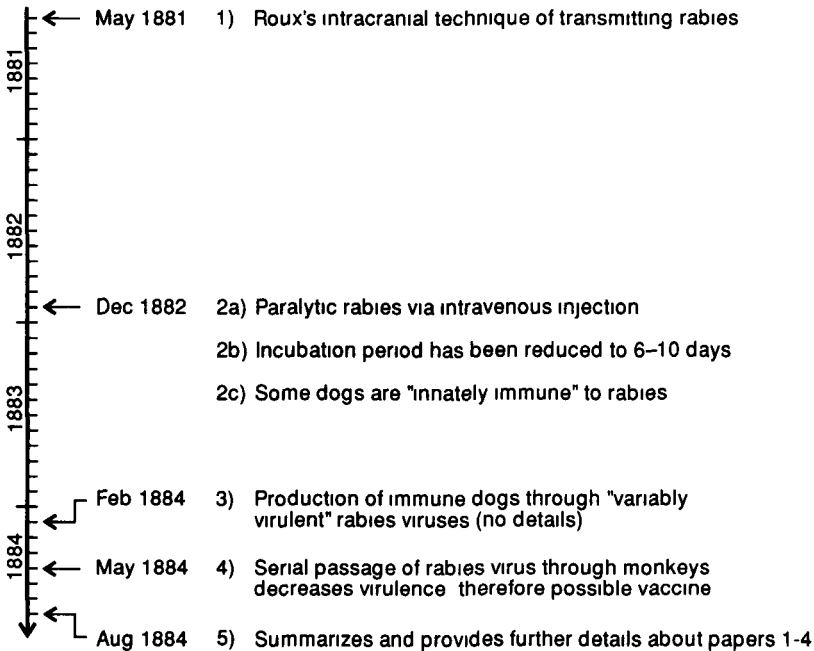 May 1881 1) Roux's intracranial technique of transmitting rabies
1881
1882
Dec 1882 2a) Paralytic rabies via intravenous injection
2b) Incubation period has been reduced to 6–10 days
2c) Some dogs are "innately immune" to rabies
1883
Feb 1884 3) Production of immune dogs through "variably
virulent" rabies viruses (no details)
1884
May 1884 4) Serial passage of rabies virus through monkeys
decreases virulence therefore possible vaccine
Aug 1884 5) Summarizes and provides further details about papers 1-4